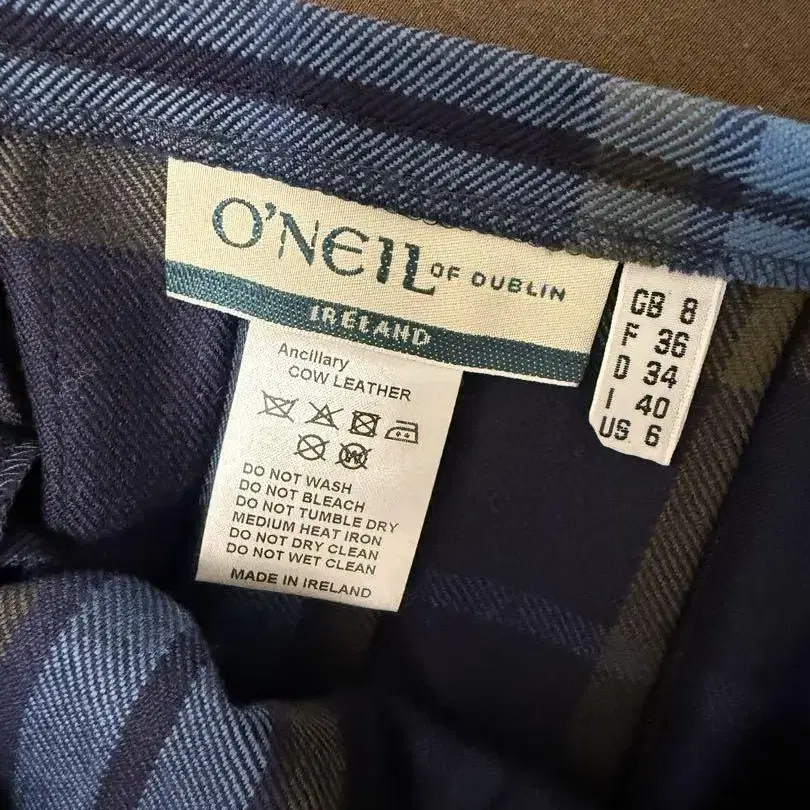 O'NEIL OF DUBLIN
IRELAND
GB 8
F 36
D 34
I 40
US 6
Ancillary
COW LEATHER
DO NOT WASH
DO NOT BLEACH
DO NOT TUMBLE DRY
MEDIUM HEAT IRON
DO NOT DRY CLEAN
DO NOT WET CLEAN
MADE IN IRELAND